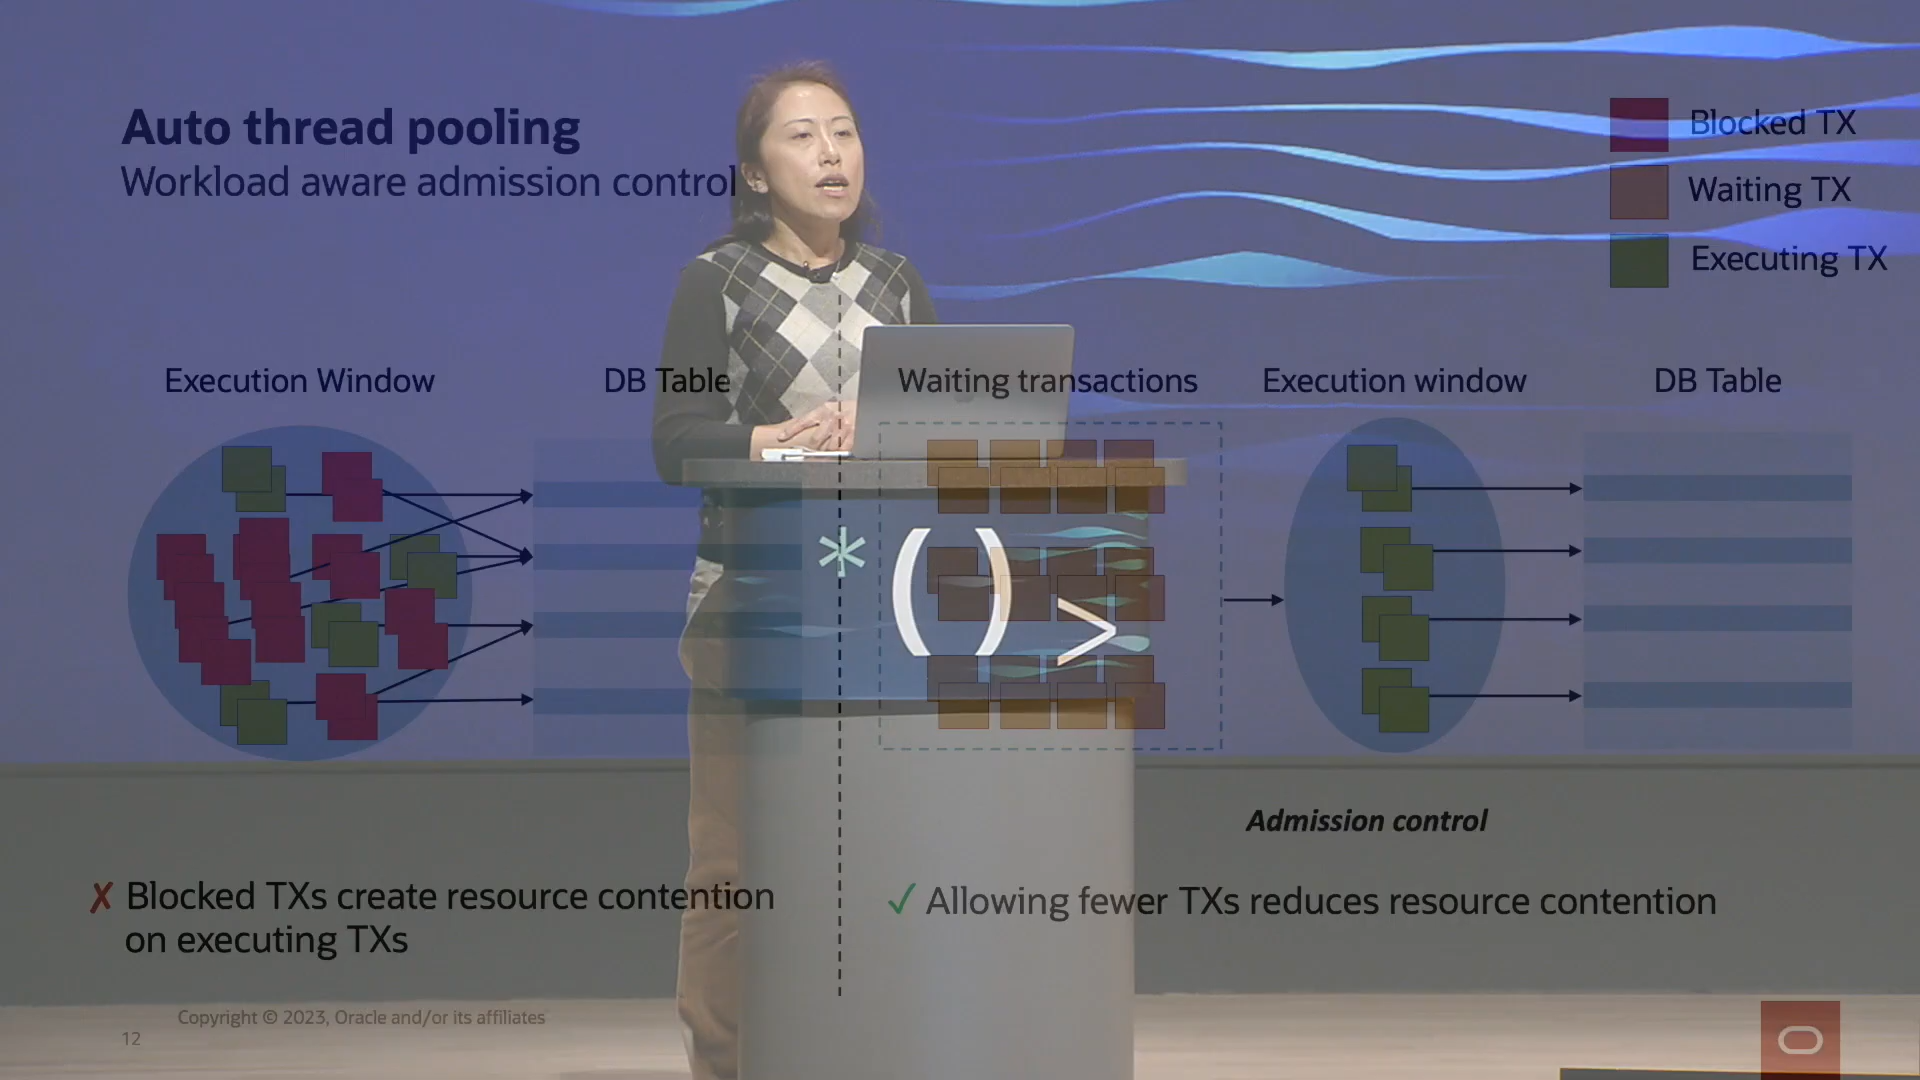 Auto thread pooling
Workload aware admission control
Blocked TX
Waiting TX
Executing TX
Execution Window
DB Table
Waiting transactions
Execution window
DB Table
* ( ) >
Admission control
✗ Blocked TXs create resource contention
on executing TXs
✓ Allowing fewer TXs reduces resource contention
Copyright © 2023, Oracle and/or its affiliates
12